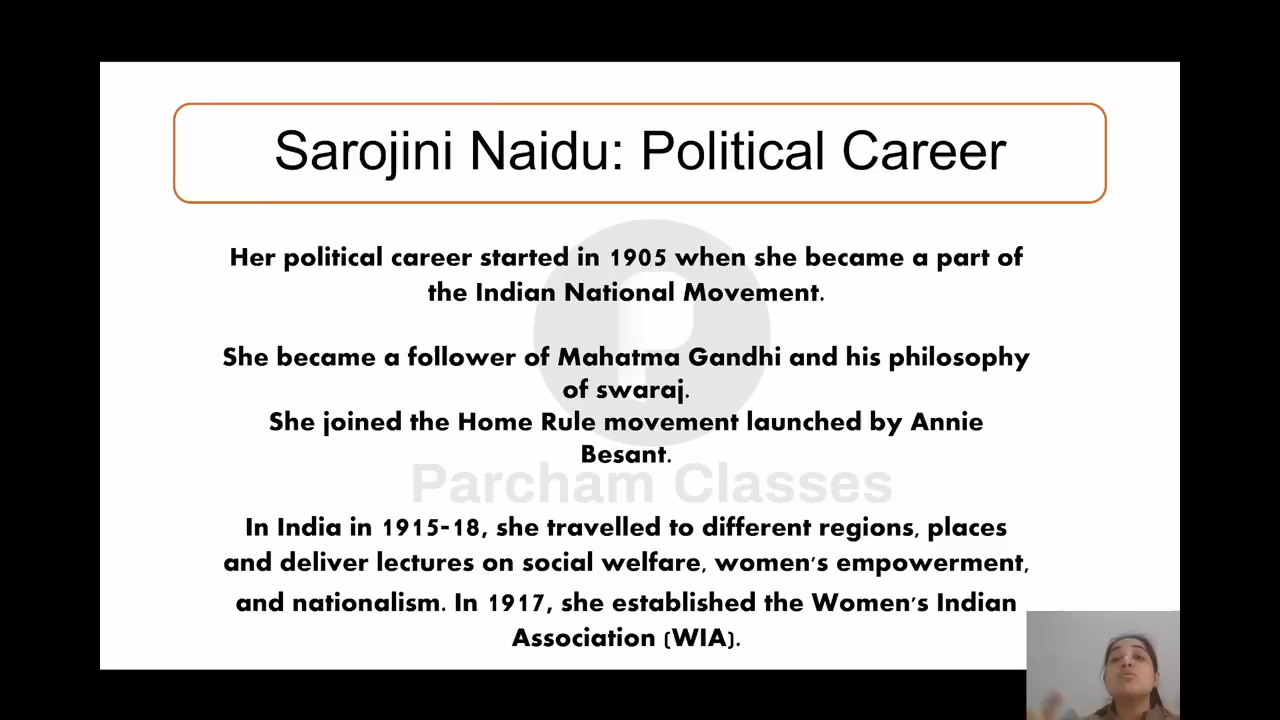 Sarojini Naidu: Political Career
Her political career started in 1905 when she became a part of
the Indian National Movement.
She became a follower of Mahatma Gandhi and his philosophy
of swaraj.
She joined the Home Rule movement launched by Annie
Besant.
Parcham Classes
In India in 1915-18, she travelled to different regions, places
and deliver lectures on social welfare, women's empowerment,
and nationalism. In 1917, she established the Women's Indian
Association (WIA).